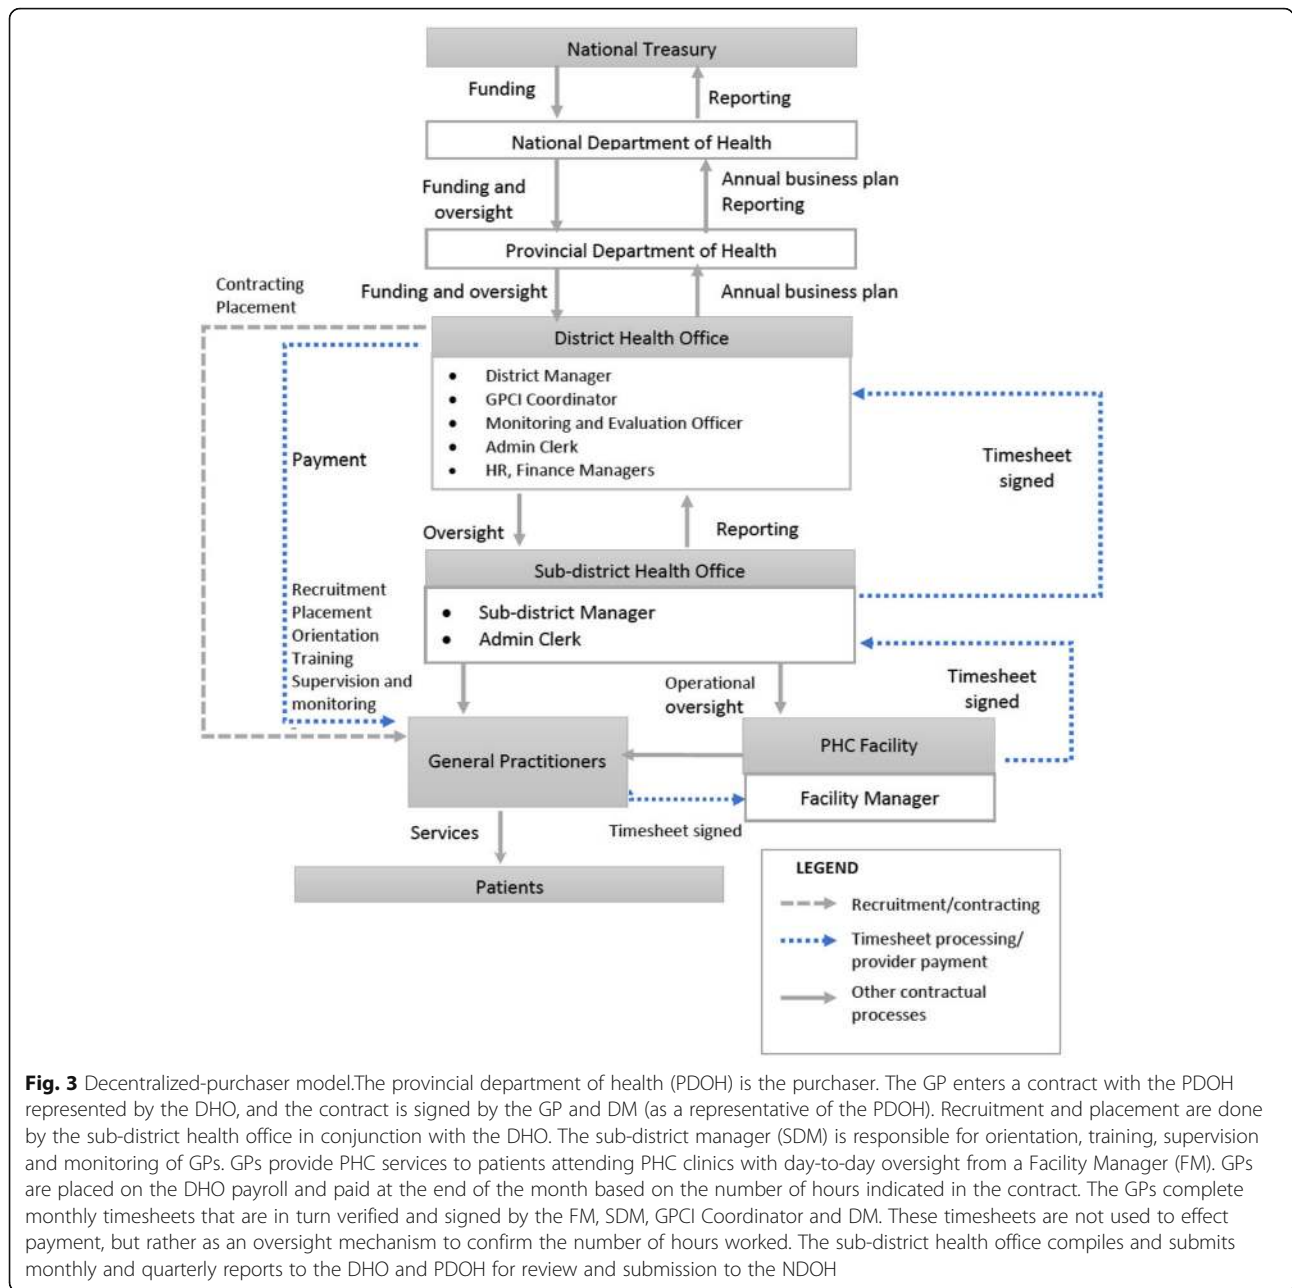 National Treasury
Funding
Reporting
National Department of Health
Funding and
oversight
Annual business plan
Reporting
Provincial Department of Health
Contracting
Placement
Funding and oversight
Annual business plan
District Health Office
• District Manager
• GPCI Coordinator
• Monitoring and Evaluation Officer
• Admin Clerk
• HR, Finance Managers
Payment
Timesheet
signed
Oversight
Reporting
Sub-district Health Office
• Sub-district Manager
• Admin Clerk
Recruitment
Placement
Orientation
Training
Supervision and
monitoring
Operational
oversight
Timesheet
signed
General Practitioners
PHC Facility
Facility Manager
Services
Timesheet signed
Patients
LEGEND
Recruitment/contracting
Timesheet processing/
provider payment
Other contractual
processes
Fig. 3 Decentralized-purchaser model.The provincial department of health (PDOH) is the purchaser. The GP enters a contract with the PDOH
represented by the DHO, and the contract is signed by the GP and DM (as a representative of the PDOH). Recruitment and placement are done
by the sub-district health office in conjunction with the DHO. The sub-district manager (SDM) is responsible for orientation, training, supervision
and monitoring of GPs. GPs provide PHC services to patients attending PHC clinics with day-to-day oversight from a Facility Manager (FM). GPs
are placed on the DHO payroll and paid at the end of the month based on the number of hours indicated in the contract. The GPs complete
monthly timesheets that are in turn verified and signed by the FM, SDM, GPCI Coordinator and DM. These timesheets are not used to effect
payment, but rather as an oversight mechanism to confirm the number of hours worked. The sub-district health office compiles and submits
monthly and quarterly reports to the DHO and PDOH for review and submission to the NDOH